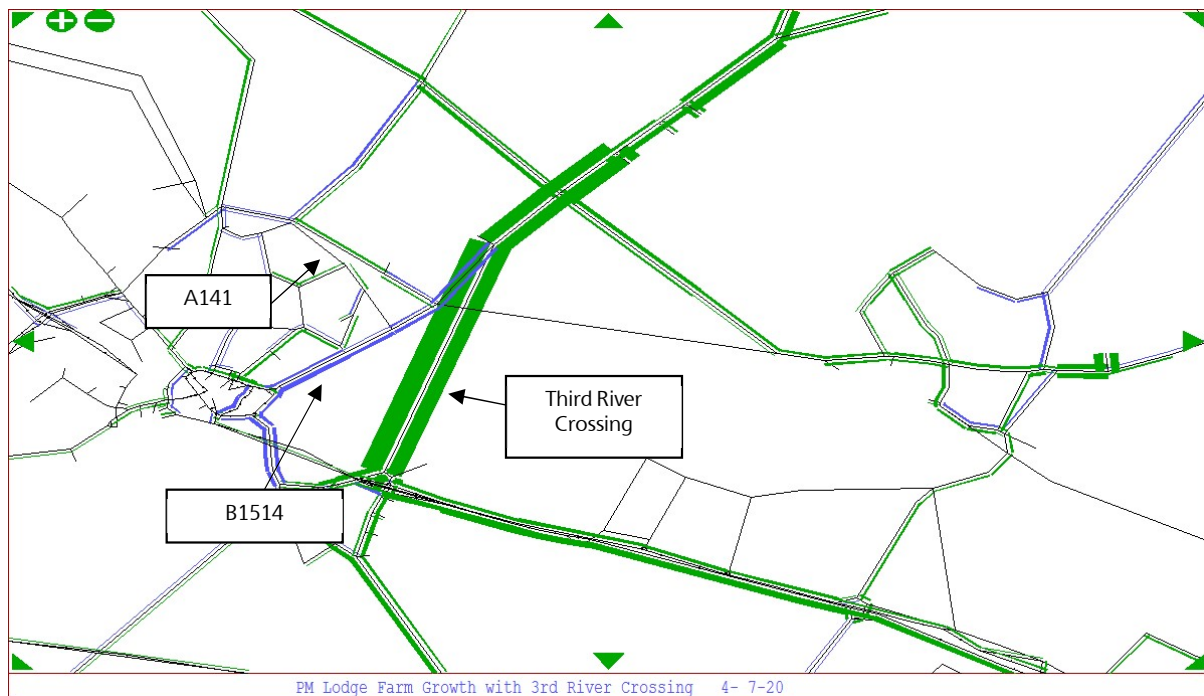 A141
Third River
Crossing
B1514
PM Lodge Farm Growth with 3rd River Crossing 4- 7-20